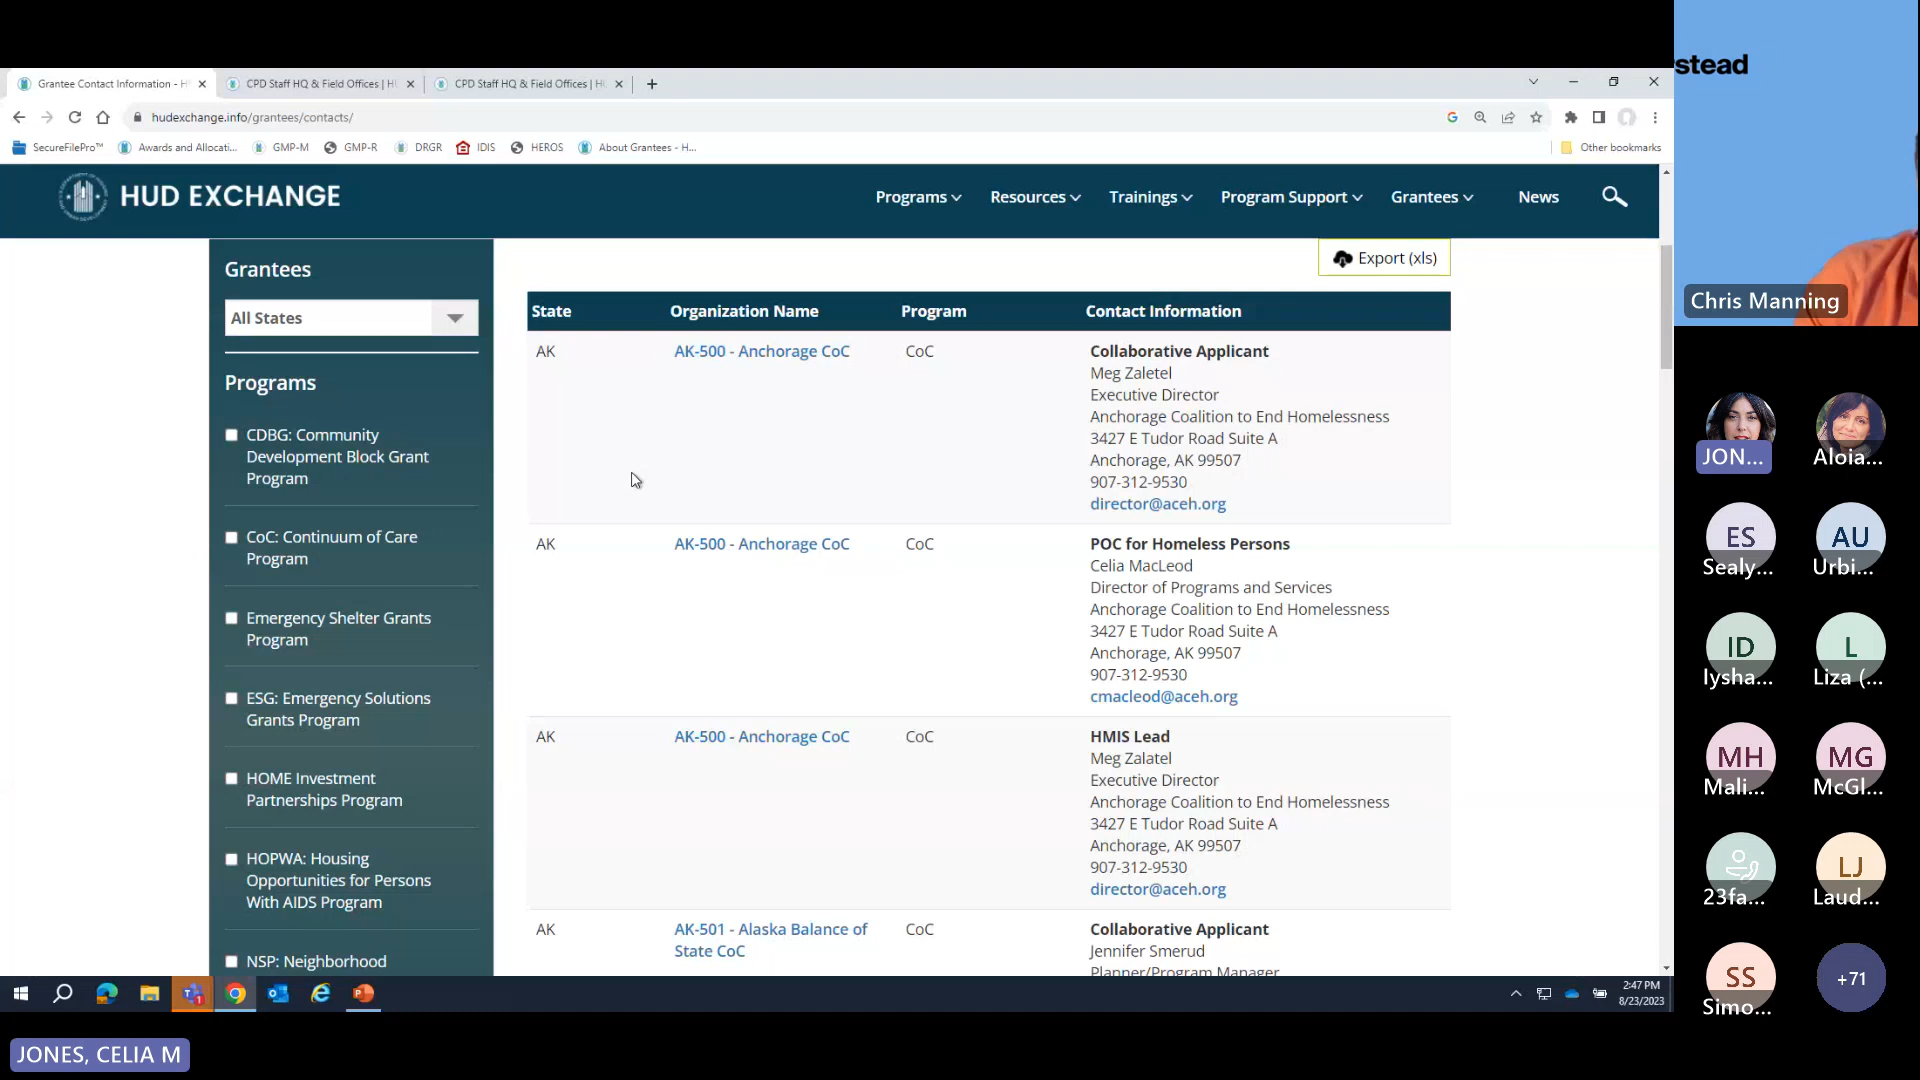 stead
Grantee Contact Information - H
CPD Staff HQ & Field Offices | H
CPD Staff HQ & Field Offices | H
hudexchange.info/grantees/contacts/
SecureFilePro™
Awards and Allocati...
GMP-M
GMP-R
DRGR
IDIS
HEROS
About Grantees - H...
Other bookmarks
HUD EXCHANGE
Programs
Resources
Trainings
Program Support
Grantees
News
Grantees
All States
Programs
CDBG: Community
Development Block Grant
Program
CoC: Continuum of Care
Program
Emergency Shelter Grants
Program
ESG: Emergency Solutions
Grants Program
HOME Investment
Partnerships Program
HOPWA: Housing
Opportunities for Persons
With AIDS Program
NSP: Neighborhood
Export (xls)
State Organization Name Program Contact Information
AK AK-500 - Anchorage CoC CoC Collaborative Applicant
Meg Zaletel
Executive Director
Anchorage Coalition to End Homelessness
3427 E Tudor Road Suite A
Anchorage, AK 99507
907-312-9530
director@aceh.org
AK AK-500 - Anchorage CoC CoC POC for Homeless Persons
Celia MacLeod
Director of Programs and Services
Anchorage Coalition to End Homelessness
3427 E Tudor Road Suite A
Anchorage, AK 99507
907-312-9530
cmacleod@aceh.org
AK AK-500 - Anchorage CoC CoC HMIS Lead
Meg Zalatel
Executive Director
Anchorage Coalition to End Homelessness
3427 E Tudor Road Suite A
Anchorage, AK 99507
907-312-9530
director@aceh.org
AK AK-501 - Alaska Balance of CoC Collaborative Applicant
State CoC Jennifer Smerud
Planner/Program Manager
2:47 PM
8/23/2023
Chris Manning
JON...
Aloia...
ES
Sealy...
AU
Urbi...
ID
Iysha...
L
Liza (...
MH
Mali...
MG
McGl...
23fa...
LJ
Laud...
SS
Simo...
+71
JONES, CELIA M